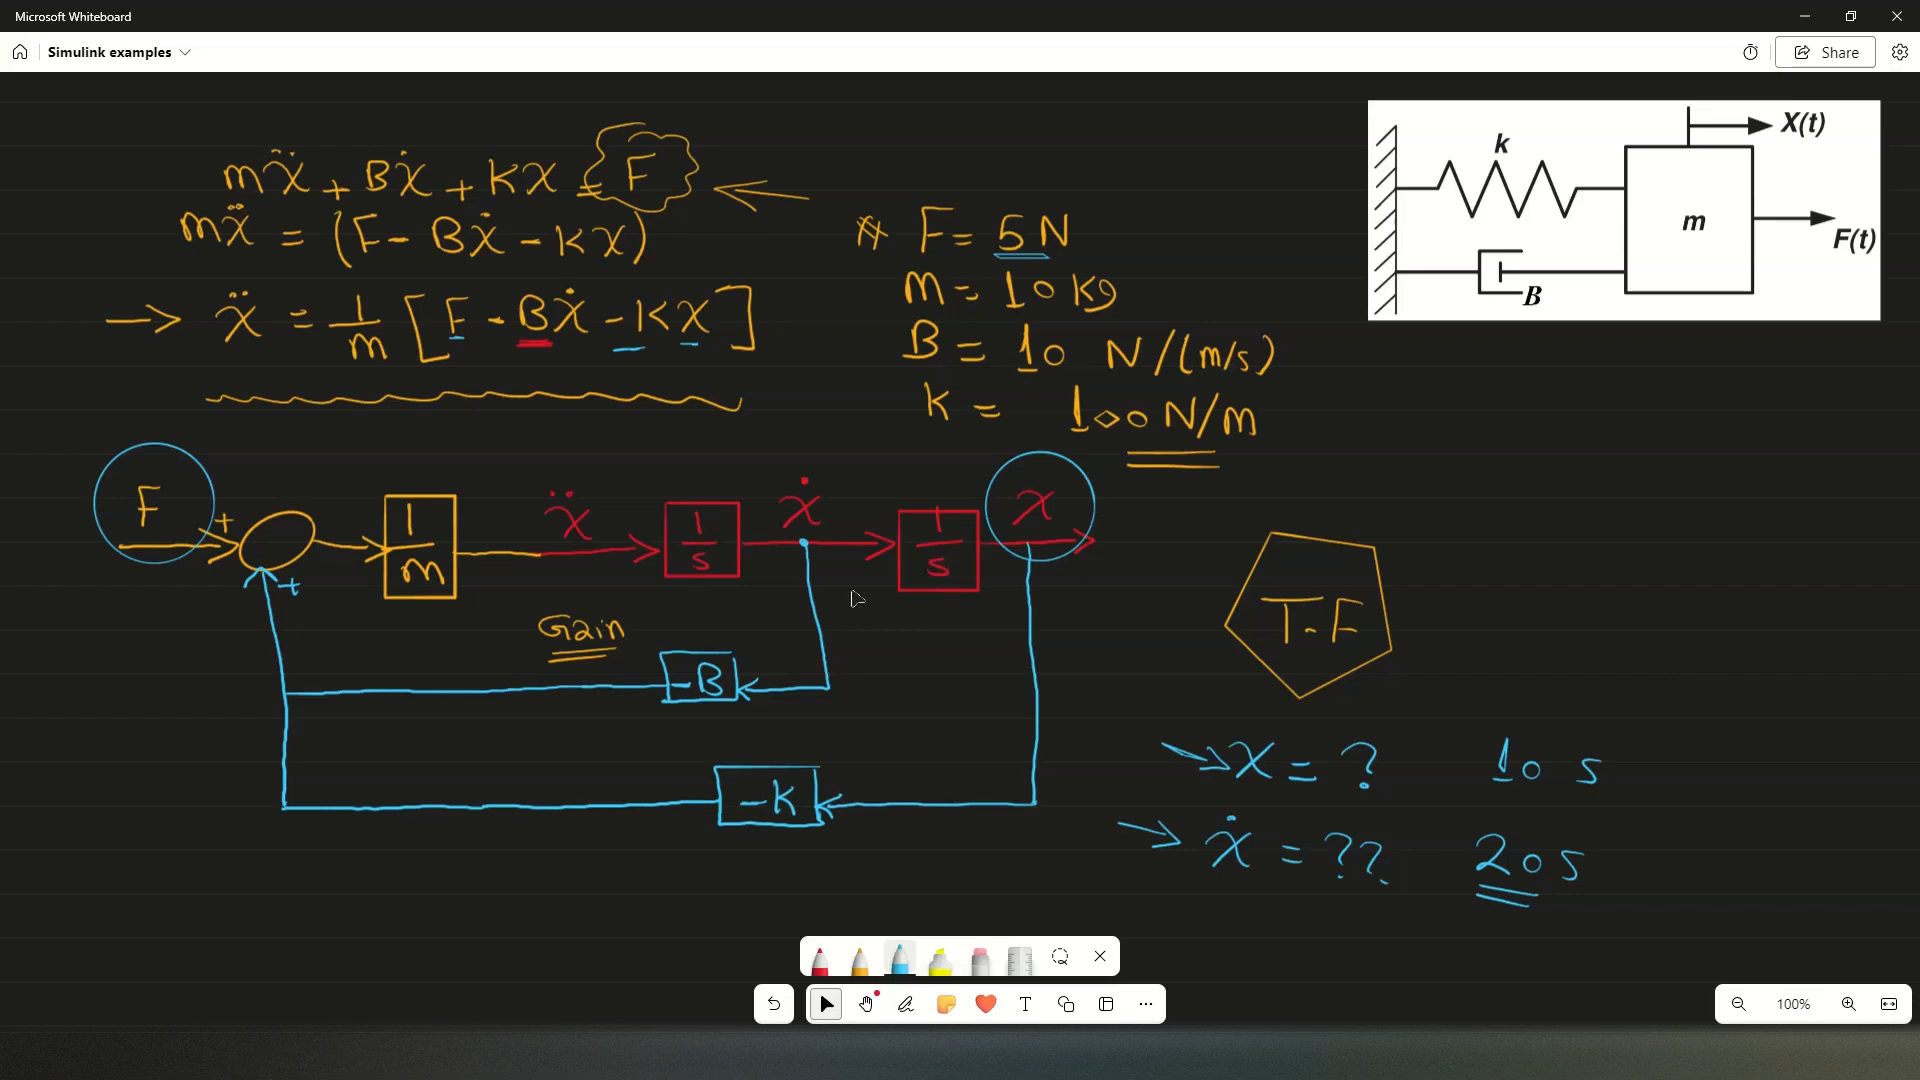 Microsoft Whiteboard
Simulink examples
Share
mẍ + Bẋ + Kx = F
mẍ = (F - Bẋ - Kx)
→ ẍ = 1/m [F - Bẋ - Kx]
* F = 5 N
m = 10 kg
B = 10 N/(m/s)
k = 100 N/m
k
X(t)
m
F(t)
B
F
+
+
1/m
ẍ
1/s
ẋ
1/s
x
Gain
-B
-K
T.F
→ x = ? 10 s
→ ẋ = ?? 20 s
T
100%